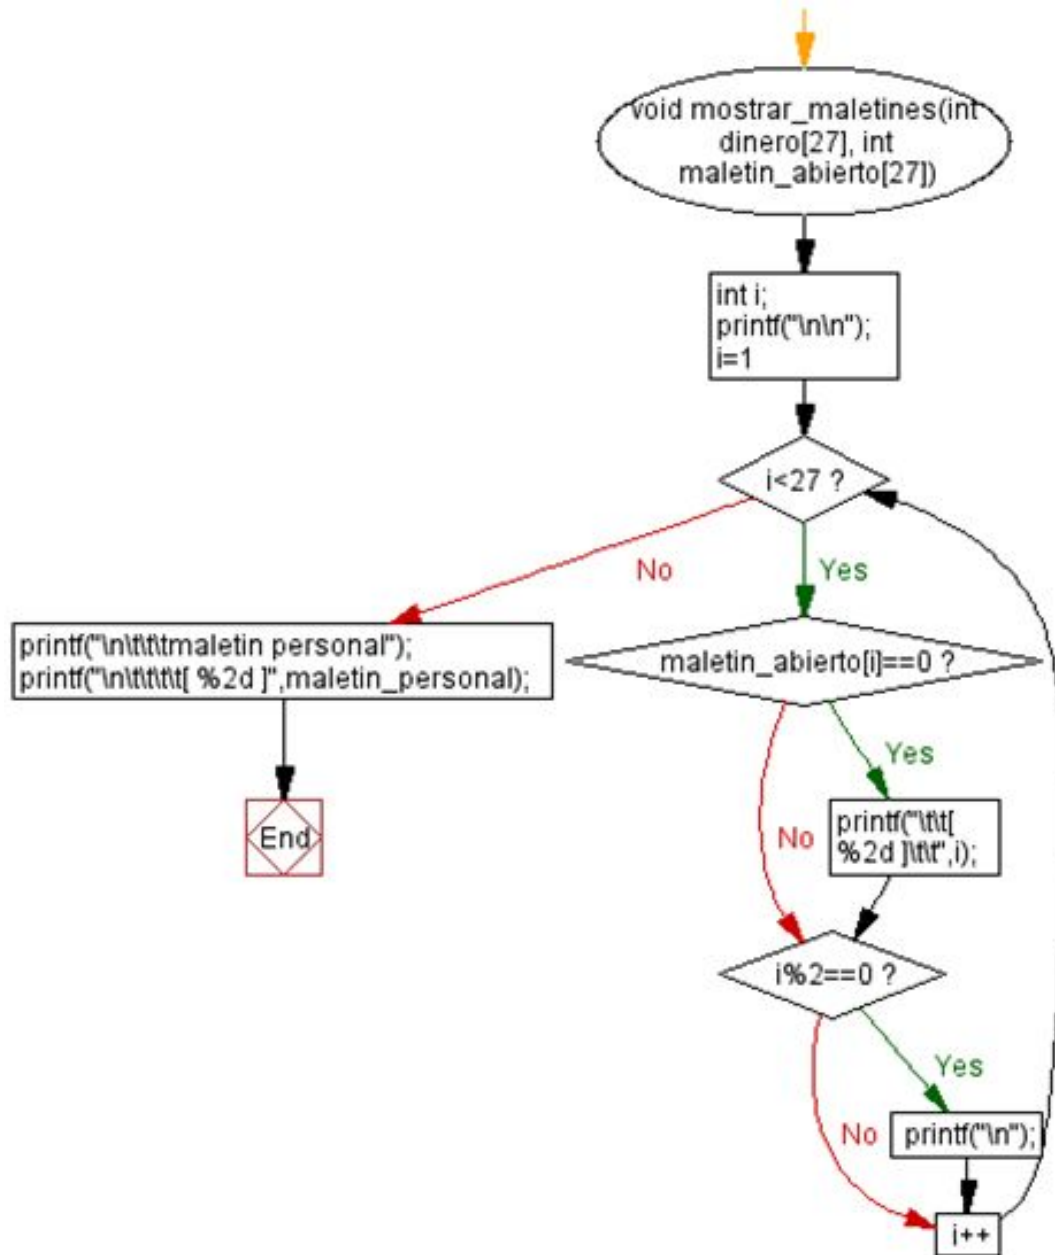 void mostrar_maletines(int
dinero[27], int
maletin_abierto[27])
int i;
printf("\n\n");
i=1
i<27 ?
No
Yes
printf("\n\t\t\tmaletin personal");
printf("\n\t\t\t\t[ %2d ]",maletin_personal);
maletin_abierto[i]==0 ?
Yes
No
printf("\t\t[
%2d ]\t\t",i);
End
i%2==0 ?
Yes
No
printf("\n");
i++